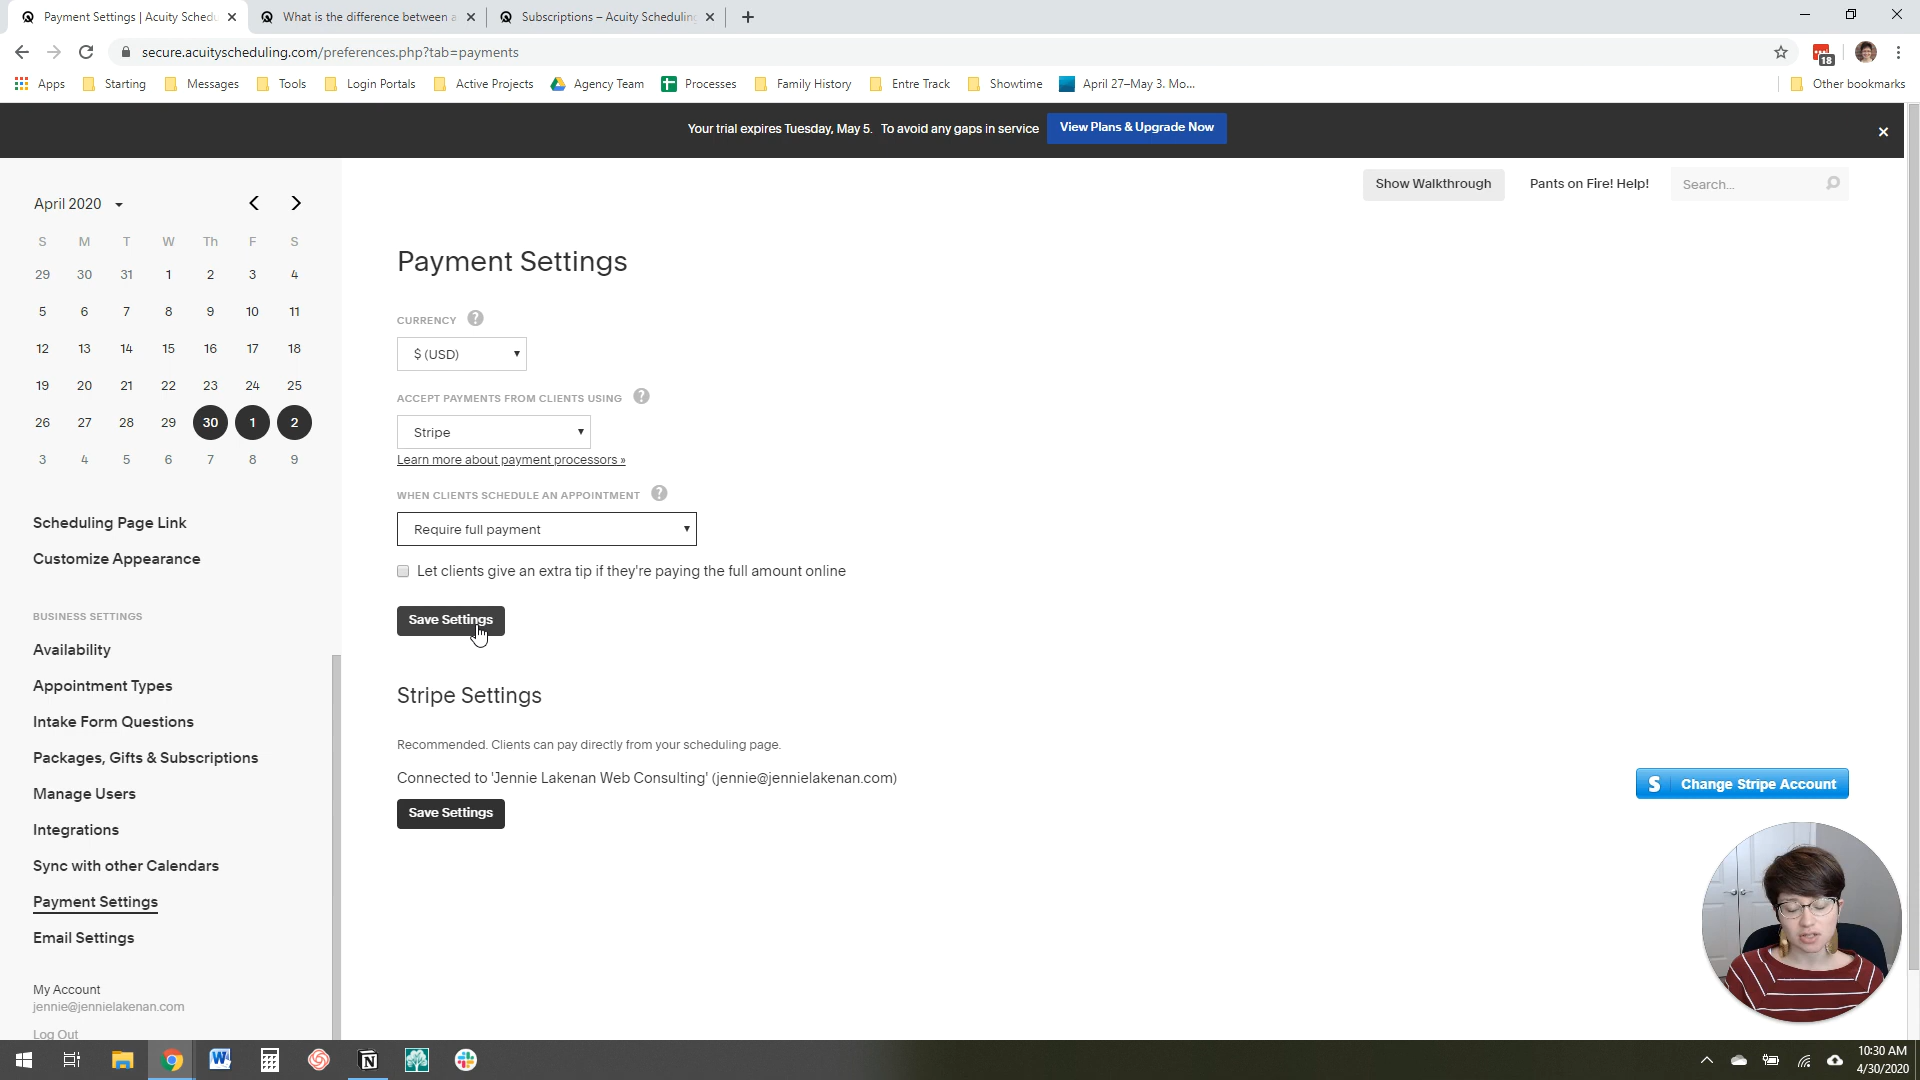 Payment Settings | Acuity Schedu
What is the difference between a
Subscriptions – Acuity Scheduling
secure.acuityscheduling.com/preferences.php?tab=payments
18
Apps
Starting
Messages
Tools
Login Portals
Active Projects
Agency Team
Processes
Family History
Entre Track
Showtime
April 27–May 3. Mo...
Other bookmarks
Your trial expires Tuesday, May 5. To avoid any gaps in service
View Plans & Upgrade Now
Show Walkthrough
Pants on Fire! Help!
Search...
April 2020
S M T W Th F S
29 30 31 1 2 3 4
5 6 7 8 9 10 11
12 13 14 15 16 17 18
19 20 21 22 23 24 25
26 27 28 29 30 1 2
3 4 5 6 7 8 9
Scheduling Page Link
Customize Appearance
BUSINESS SETTINGS
Availability
Appointment Types
Intake Form Questions
Packages, Gifts & Subscriptions
Manage Users
Integrations
Sync with other Calendars
Payment Settings
Email Settings
My Account
jennie@jennielakenan.com
Log Out
Payment Settings
CURRENCY ?
$ (USD)
ACCEPT PAYMENTS FROM CLIENTS USING ?
Stripe
Learn more about payment processors »
WHEN CLIENTS SCHEDULE AN APPOINTMENT ?
Require full payment
Let clients give an extra tip if they're paying the full amount online
Save Settings
Stripe Settings
Recommended. Clients can pay directly from your scheduling page.
Connected to 'Jennie Lakenan Web Consulting' (jennie@jennielakenan.com)
S Change Stripe Account
Save Settings
10:30 AM
4/30/2020